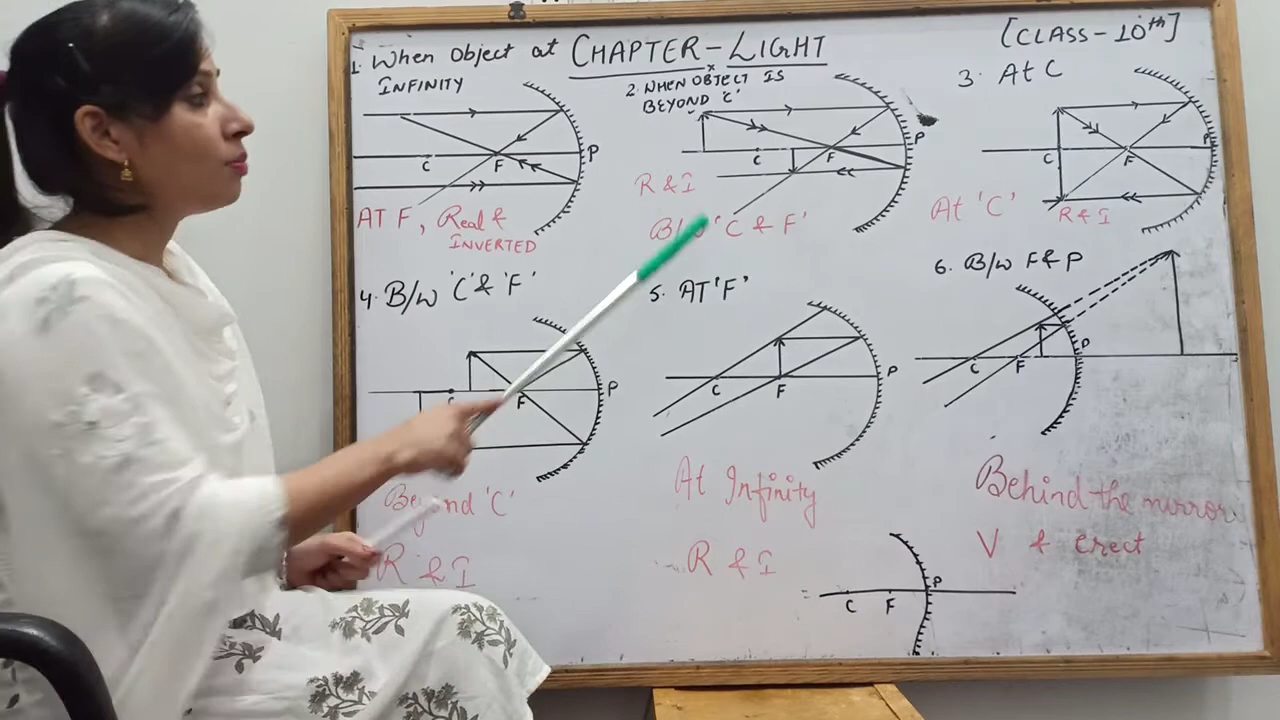 CHAPTER-LIGHT
[CLASS-10th]
1. When Object at
INFINITY
C F P
AT F, Real &
INVERTED
2. WHEN OBJECT IS
BEYOND 'C'
C F P
R & I
'C & F'
3. At C
C F P
At 'C'
R & I
4. B/w 'C' & 'F'
F P
'C'
R & I
5. AT 'F'
C F P
At Infinity
R & I
6. B/w F & P
C F P
Behind the mirror
V & erect
C F P